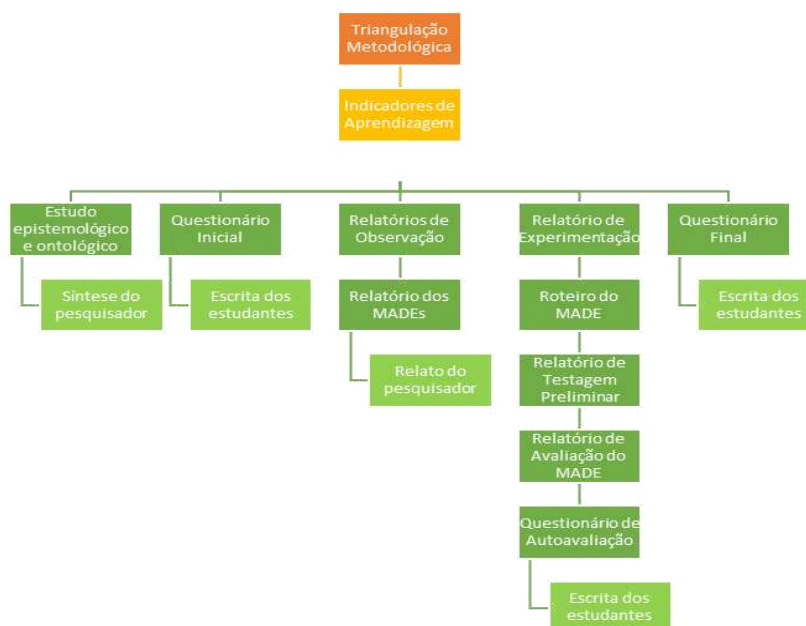 Triangulação
Metodológica
Indicadores de
Aprendizagem
Estudo
epistemológico
e ontológico
Questionário
Inicial
Relatórios de
Observação
Relatório de
Experimentação
Questionário
Final
Síntese do
pesquisador
Escrita dos
estudantes
Relatório dos
MADEs
Roteiro do
MADE
Escrita dos
estudantes
Relato do
pesquisador
Relatório de
Testagem
Preliminar
Relatório de
Avaliação do
MADE
Questionário de
Autoavaliação
Escrita dos
estudantes